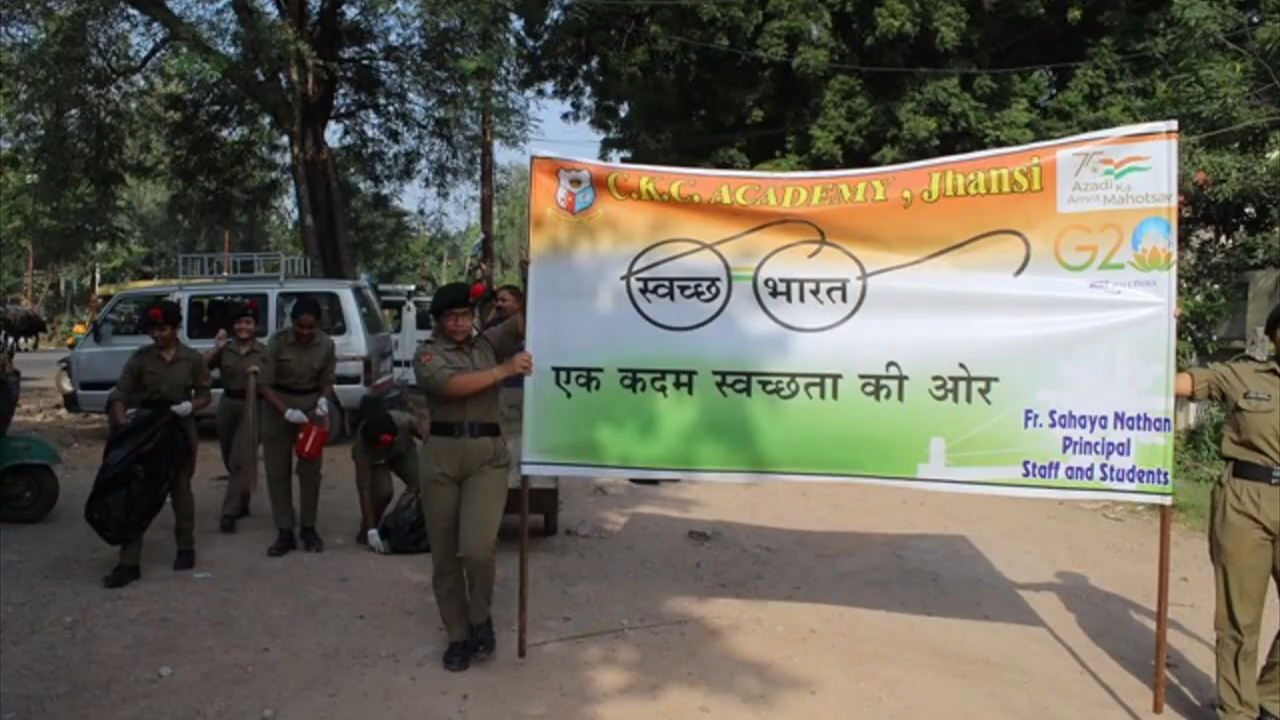 C.K.C. ACADEMY , Jhansi
75
Azadi Ka
Amrit Mahotsav
G20
स्वच्छ भारत
एक कदम स्वच्छता की ओर
Fr. Sahaya Nathan
Principal
Staff and Students